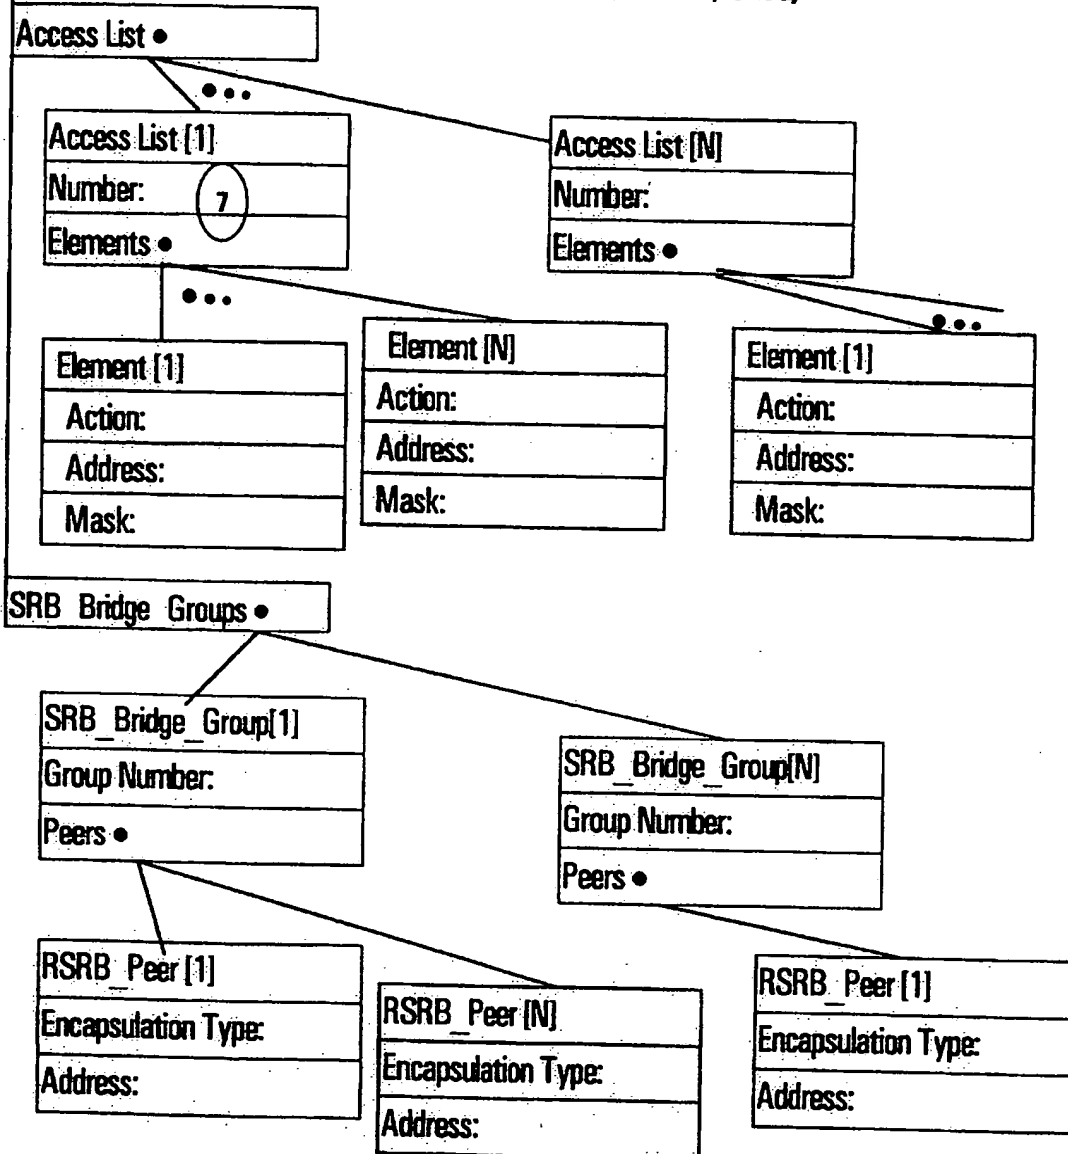 Access List
Access List [1]
Number:
7
Elements
Access List [N]
Number:
Elements
Element [1]
Action:
Address:
Mask:
Element [N]
Action:
Address:
Mask:
Element [1]
Action:
Address:
Mask:
SRB Bridge Groups
SRB_Bridge_Group[1]
Group Number:
Peers
SRB_Bridge_Group[N]
Group Number:
Peers
RSRB_Peer [1]
Encapsulation Type:
Address:
RSRB_Peer [N]
Encapsulation Type:
Address:
RSRB_Peer [1]
Encapsulation Type:
Address: